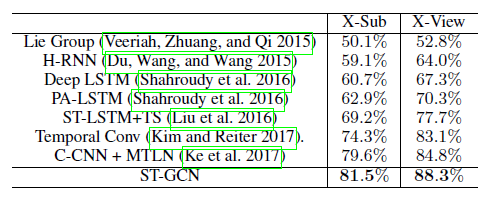 X-Sub X-View
Lie Group (Veeriah, Zhuang, and Qi 2015) 50.1% 52.8%
H-RNN (Du, Wang, and Wang 2015) 59.1% 64.0%
Deep LSTM (Shahroudy et al. 2016) 60.7% 67.3%
PA-LSTM (Shahroudy et al. 2016) 62.9% 70.3%
ST-LSTM+TS (Liu et al. 2016) 69.2% 77.7%
Temporal Conv (Kim and Reiter 2017). 74.3% 83.1%
C-CNN + MTLN (Ke et al. 2017) 79.6% 84.8%
ST-GCN 81.5% 88.3%